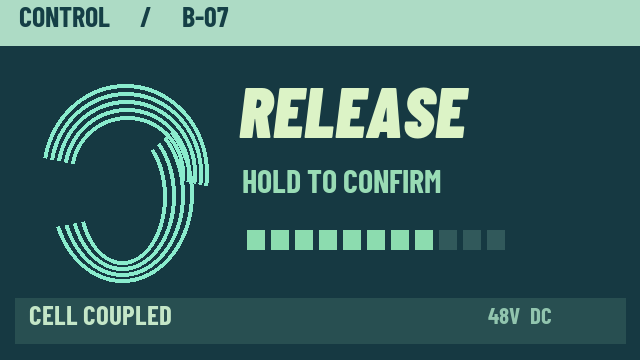 CONTROL / B-07
RELEASE
HOLD TO CONFIRM
CELL COUPLED 48V DC